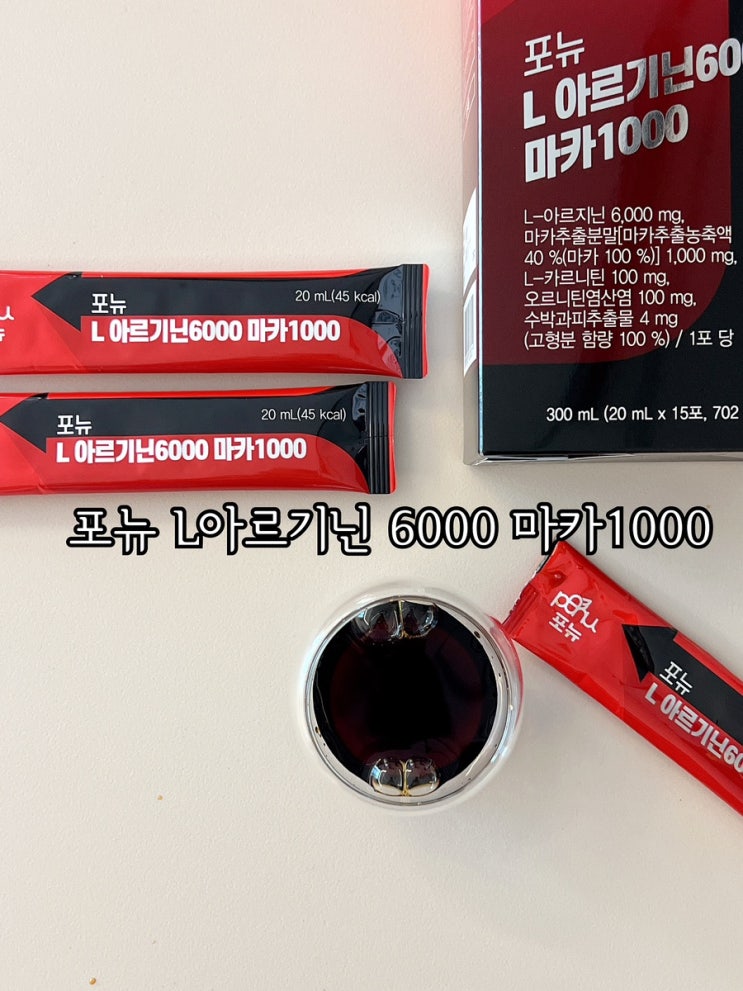 포뉴
L 아르기닌60
마카1000
L-아르지닌 6,000 mg,
마카추출분말[마카추출농축액
40 %(마카 100 %)] 1,000 mg,
L-카르니틴 100 mg,
오르니틴염산염 100 mg,
수박과피추출물 4 mg
(고형분 함량 100 %) / 1포 당
300 mL (20 mL x 15포, 702
포뉴
20 mL(45 kcal)
L 아르기닌6000 마카1000
포뉴
20 mL(45 kcal)
L 아르기닌6000 마카1000
포뉴 L아르기닌 6000 마카1000
포뉴
포뉴
L 아르기닌60